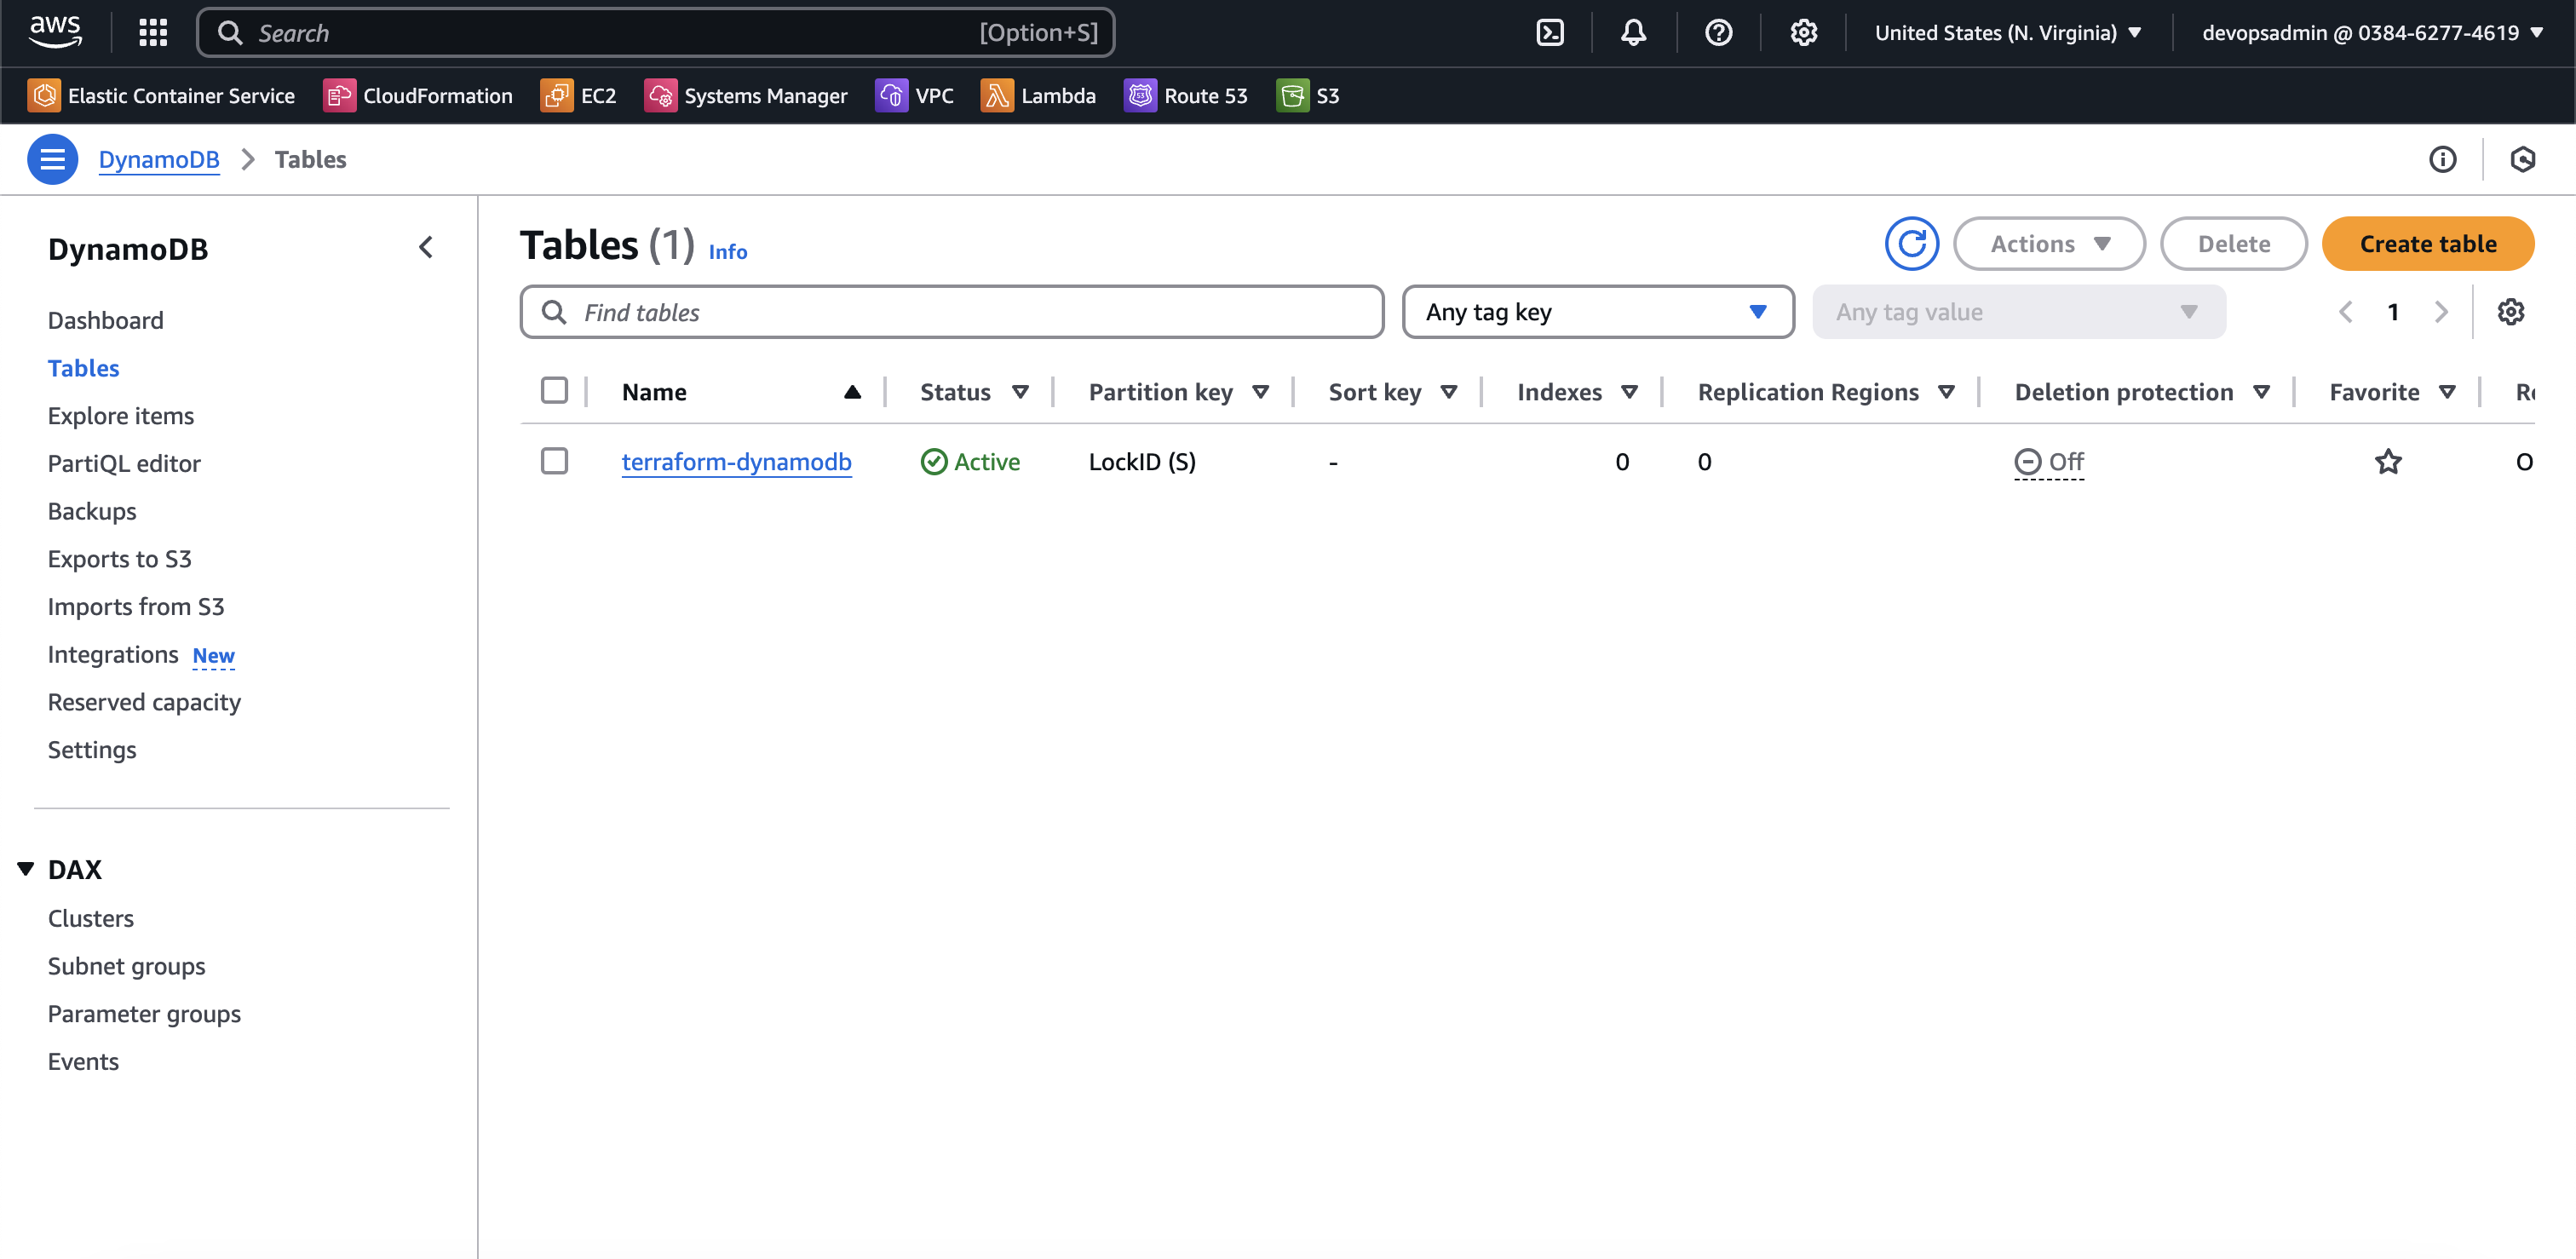 aws
Search [Option+S]
United States (N. Virginia)
devopsadmin @ 0384-6277-4619
Elastic Container Service
CloudFormation
EC2
Systems Manager
VPC
Lambda
Route 53
S3
DynamoDB
Tables
DynamoDB
Dashboard
Tables
Explore items
PartiQL editor
Backups
Exports to S3
Imports from S3
Integrations New
Reserved capacity
Settings
DAX
Clusters
Subnet groups
Parameter groups
Events
Tables (1) Info
Actions
Delete
Create table
Find tables
Any tag key
Any tag value
1
Name Status Partition key Sort key Indexes Replication Regions Deletion protection Favorite
terraform-dynamodb Active LockID (S) - 0 0 Off